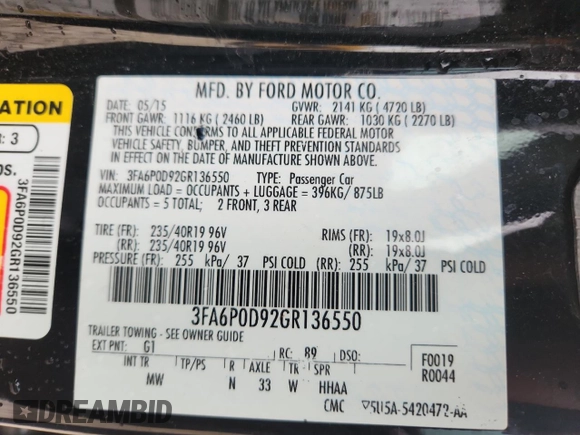 ATION
: 3
OS.
3FA6P0D92GR136550
MFD. BY FORD MOTOR CO.
DATE: 05/15 GVWR: 2141 KG ( 4720 LB)
FRONT GAWR: 1116 KG ( 2460 LB) REAR GAWR: 1030 KG ( 2270 LB)
THIS VEHICLE CONFORMS TO ALL APPLICABLE FEDERAL MOTOR
VEHICLE SAFETY, BUMPER, AND THEFT PREVENTION STANDARDS
IN EFFECT ON THE DATE OF MANUFACTURE SHOWN ABOVE.
VIN: 3FA6P0D92GR136550 TYPE: Passenger Car
MAXIMUM LOAD = OCCUPANTS + LUGGAGE = 396KG/ 875LB
OCCUPANTS = 5 TOTAL: 2 FRONT, 3 REAR
TIRE (FR): 235/40R19 96V RIMS (FR): 19x8.0J
(RR): 235/40R19 96V (RR): 19x8.0J
PRESSURE (FR): 255 kPa/ 37 PSI COLD (RR): 255 kPa/ 37 PSI COLD
3FA6P0D92GR136550
TRAILER TOWING - SEE OWNER GUIDE
EXT PNT: G1 RC: 89 DSO: F0019
INT TR TP/PS R AXLE TR SPR R0044
MW N 33 W HHAA
CMC 5U5A-5420472-AA
DREAMBID